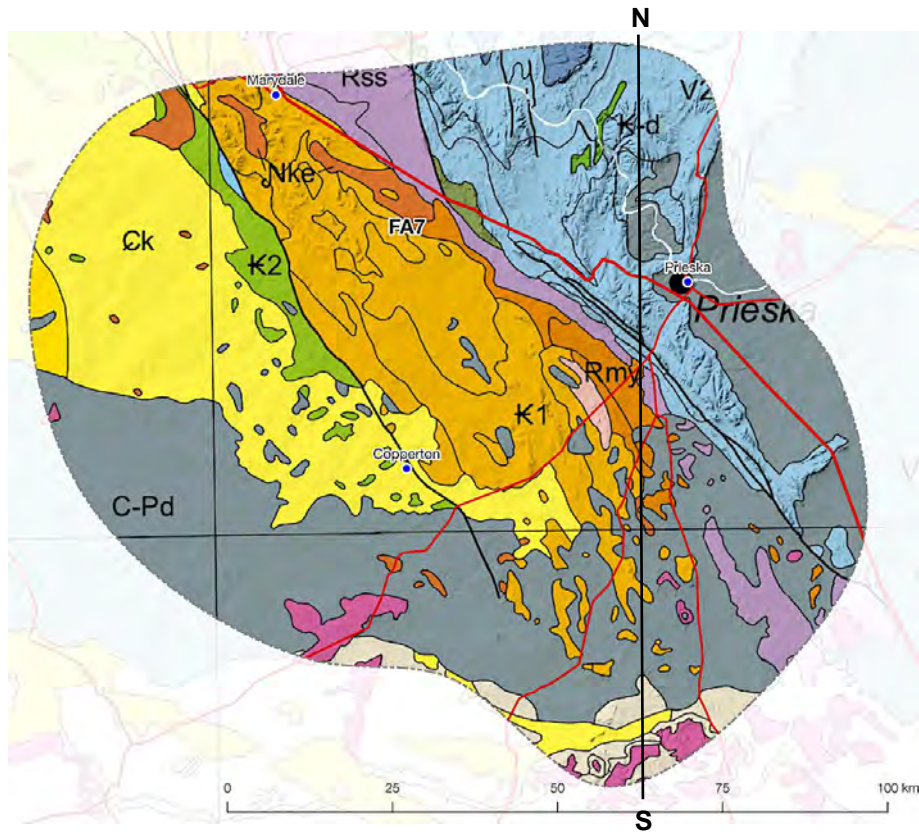 N
Marydale
Rss
V2
K-d
Nke
FA7
Ck
K2
Prieska
Prieska
Rmy
K1
Copperton
C-Pd
0
25
50
75
100 km
S